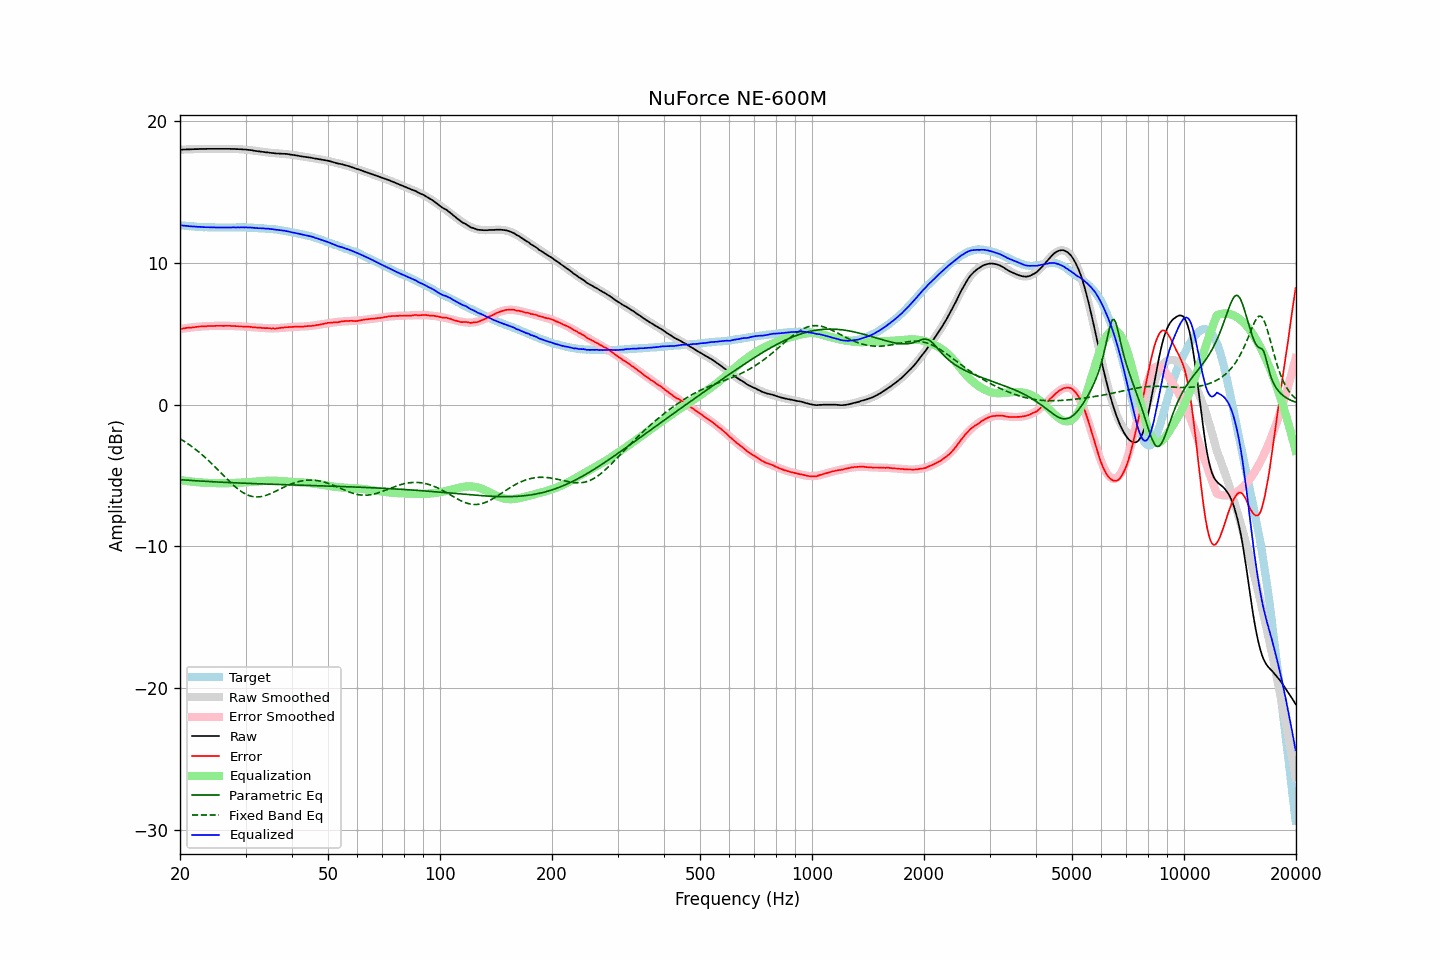 NuForce NE-600M
20
10
0
−10
−20
−30
Amplitude (dBr)
Target
Raw Smoothed
Error Smoothed
Raw
Error
Equalization
Parametric Eq
Fixed Band Eq
Equalized
20 50 100 200 500 1000 2000 5000 10000 20000
Frequency (Hz)